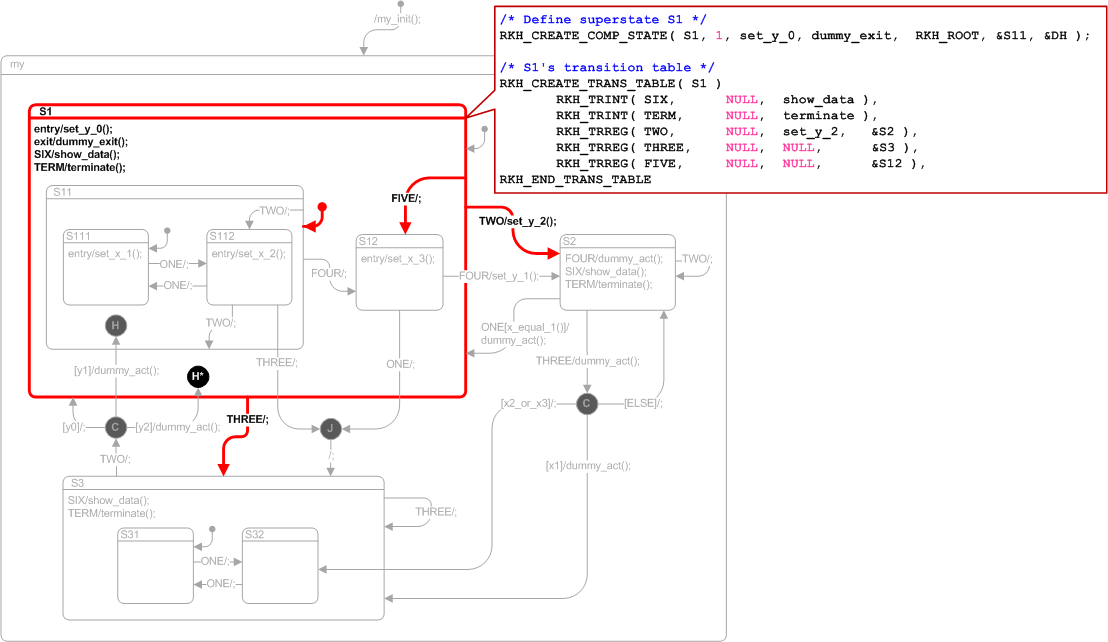 /my_init();
/* Define superstate S1 */
RKH_CREATE_COMP_STATE( S1, 1, set_y_0, dummy_exit, RKH_ROOT, &S11, &DH );
/* S1's transition table */
RKH_CREATE_TRANS_TABLE( S1 )
RKH_TRINT( SIX, NULL, show_data ),
RKH_TRINT( TERM, NULL, terminate ),
RKH_TRREG( TWO, NULL, set_y_2, &S2 ),
RKH_TRREG( THREE, NULL, NULL, &S3 ),
RKH_TRREG( FIVE, NULL, NULL, &S12 ),
RKH_END_TRANS_TABLE
my
S1
entry/set_y_0();
exit/dummy_exit();
SIX/show_data();
TERM/terminate();
S11
FIVE/;
TWO/;
TWO/set_y_2();
S111
entry/set_x_1();
S112
entry/set_x_2();
ONE/;
ONE/;
FOUR/;
S12
entry/set_x_3();
FOUR/set_y_1();
S2
FOUR/dummy_act();
SIX/show_data();
TERM/terminate();
TWO/;
H
TWO/;
ONE[x_equal_1()]/
dummy_act();
THREE/;
ONE/;
THREE/dummy_act();
[y1]/dummy_act();
H*
[x2_or_x3]/;
C
[ELSE]/;
[y0]/;
C
[y2]/dummy_act();
THREE/;
J
TWO/;
/;
[x1]/dummy_act();
S3
SIX/show_data();
TERM/terminate();
THREE/;
S31
S32
ONE/;
ONE/;